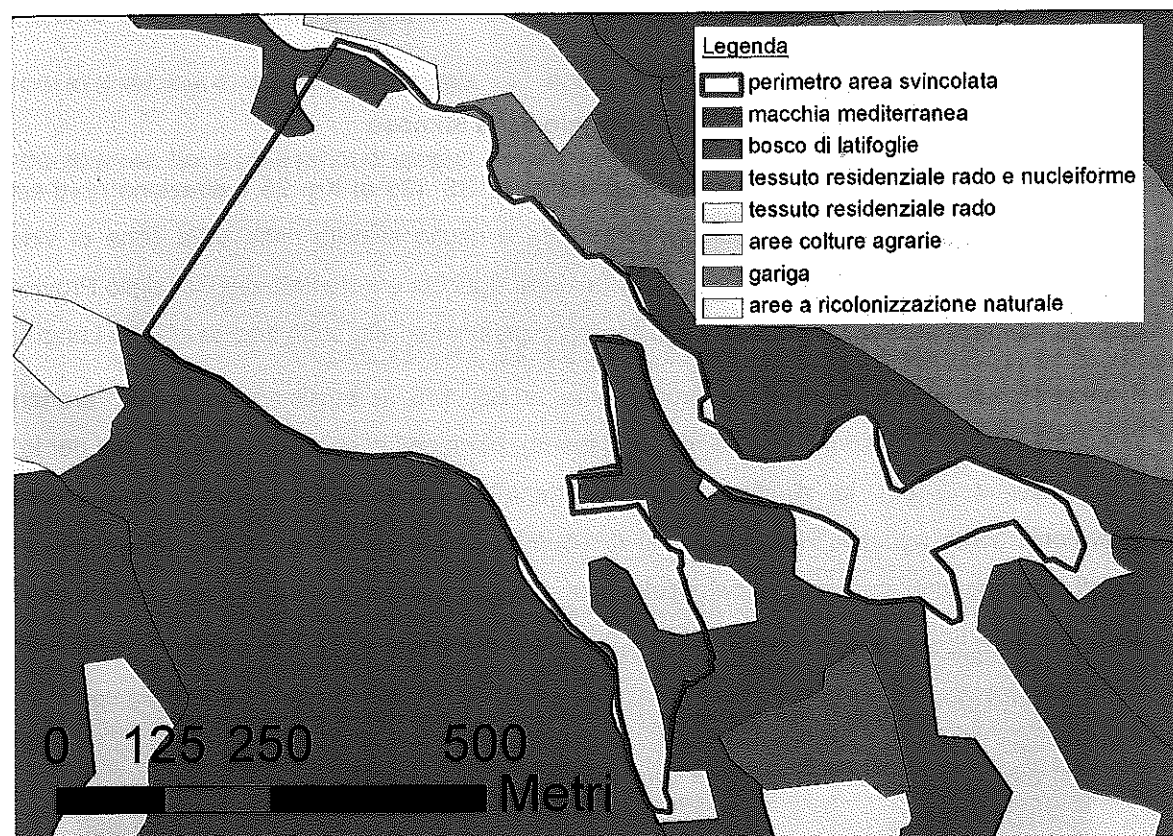 Legenda
perimetro area svincolata
macchia mediterranea
bosco di latifoglie
tessuto residenziale rado e nucleiforme
tessuto residenziale rado
aree colture agrarie
gariga
aree a ricolonizzazione naturale
0 125 250 500
Metri